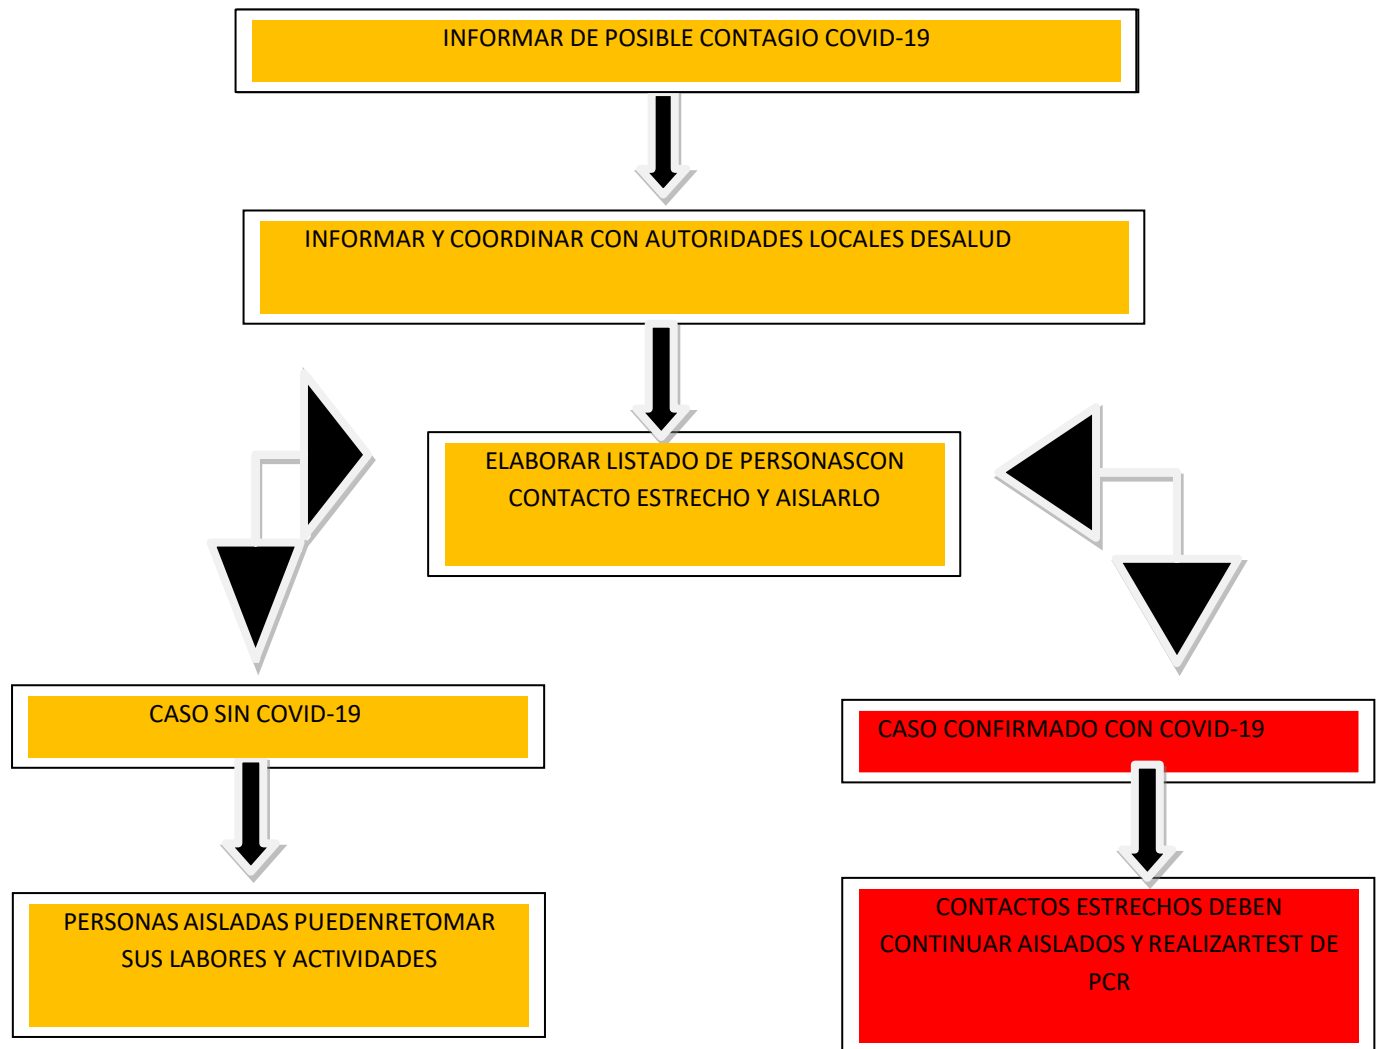 INFORMAR DE POSIBLE CONTAGIO COVID-19
INFORMAR Y COORDINAR CON AUTORIDADES LOCALES DESALUD
ELABORAR LISTADO DE PERSONASCON
CONTACTO ESTRECHO Y AISLARLO
CASO SIN COVID-19
CASO CONFIRMADO CON COVID-19
PERSONAS AISLADAS PUEDENRETOMAR
SUS LABORES Y ACTIVIDADES
CONTACTOS ESTRECHOS DEBEN
CONTINUAR AISLADOS Y REALIZARTEST DE
PCR